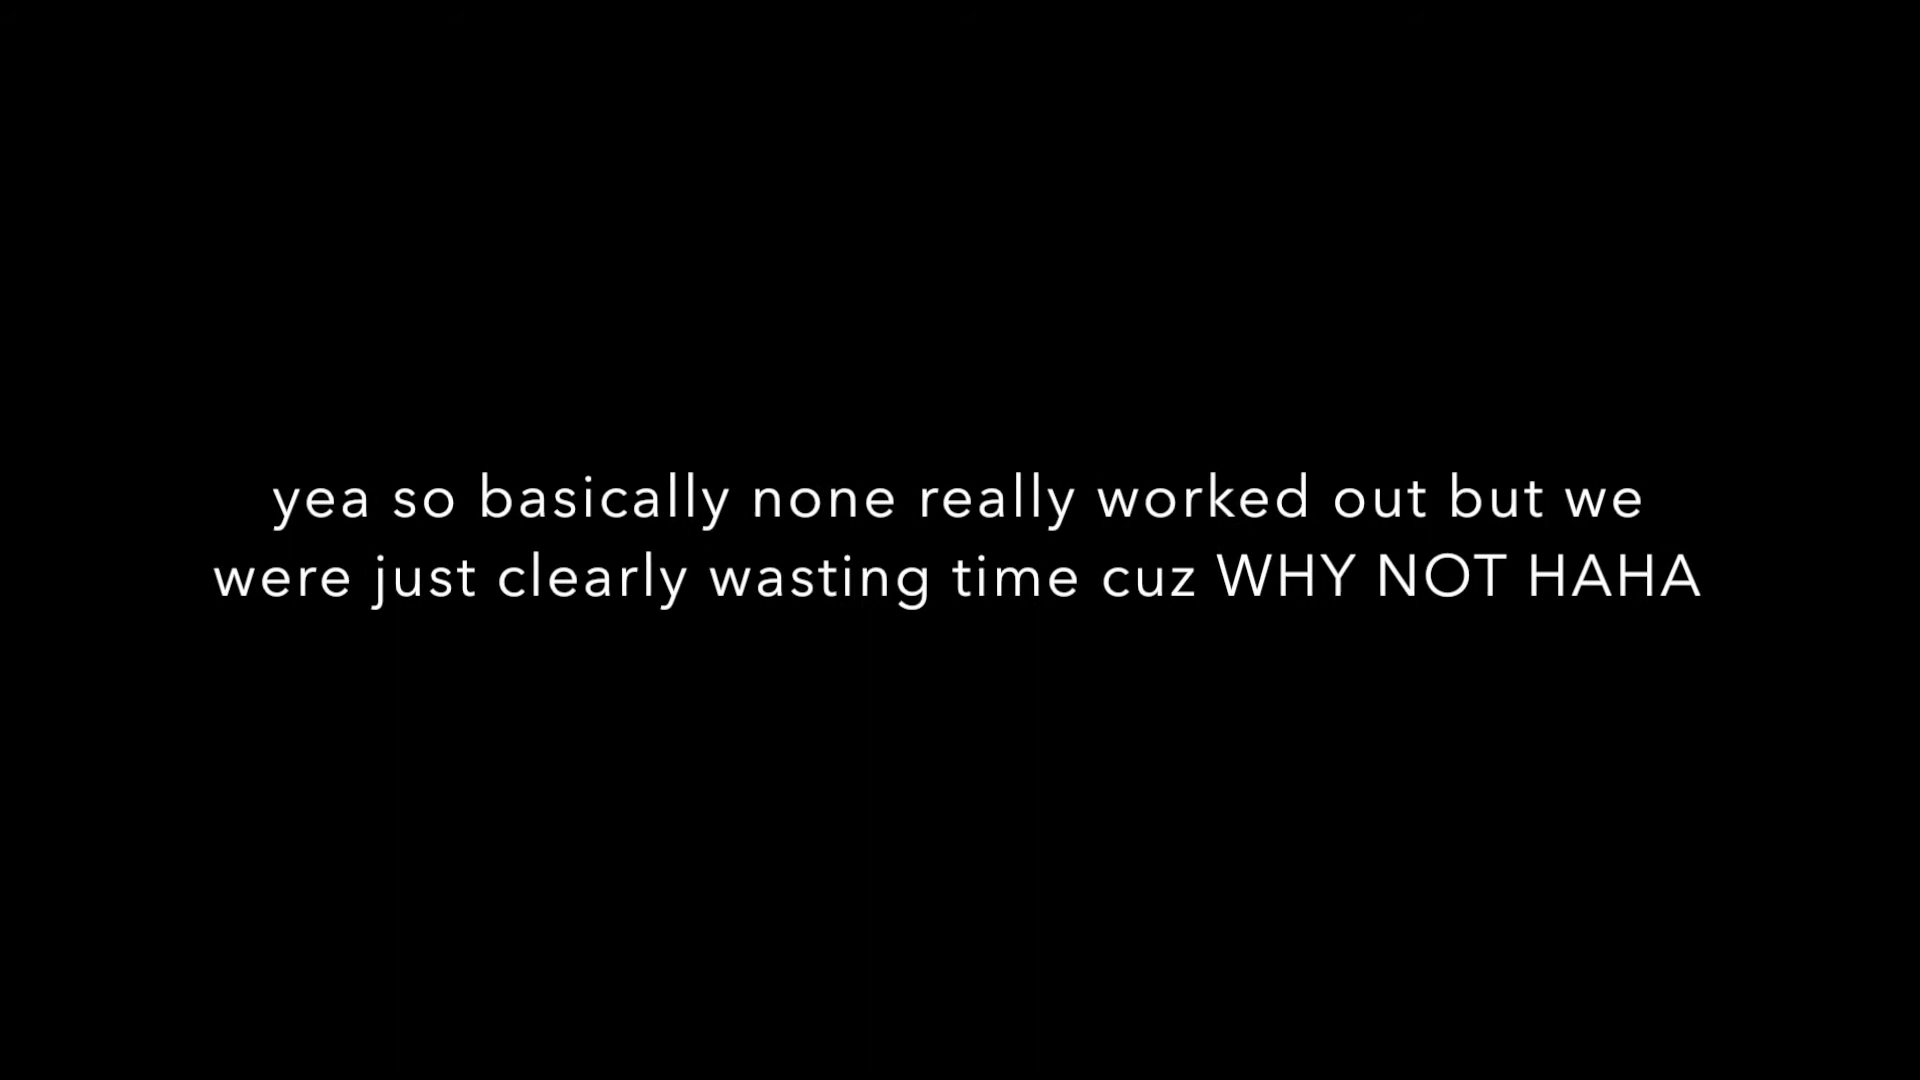 yea so basically none really worked out but we
were just clearly wasting time cuz WHY NOT HAHA